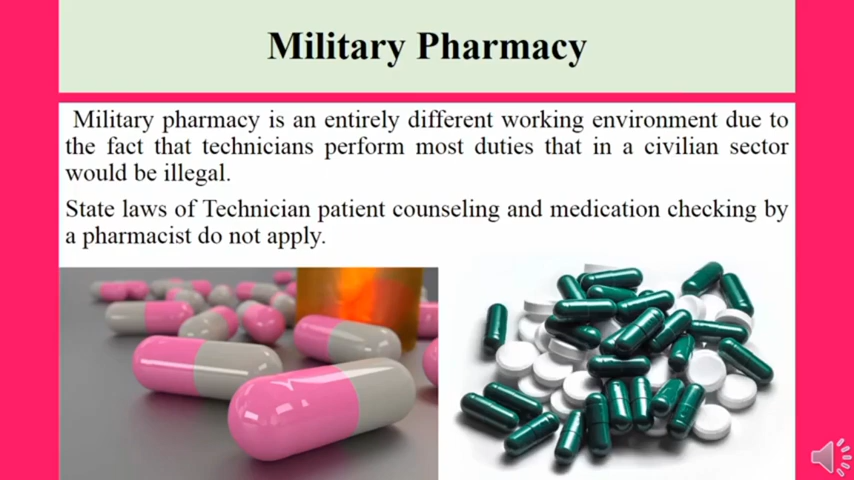 Military Pharmacy
Military pharmacy is an entirely different working environment due to
the fact that technicians perform most duties that in a civilian sector
would be illegal.
State laws of Technician patient counseling and medication checking by
a pharmacist do not apply.